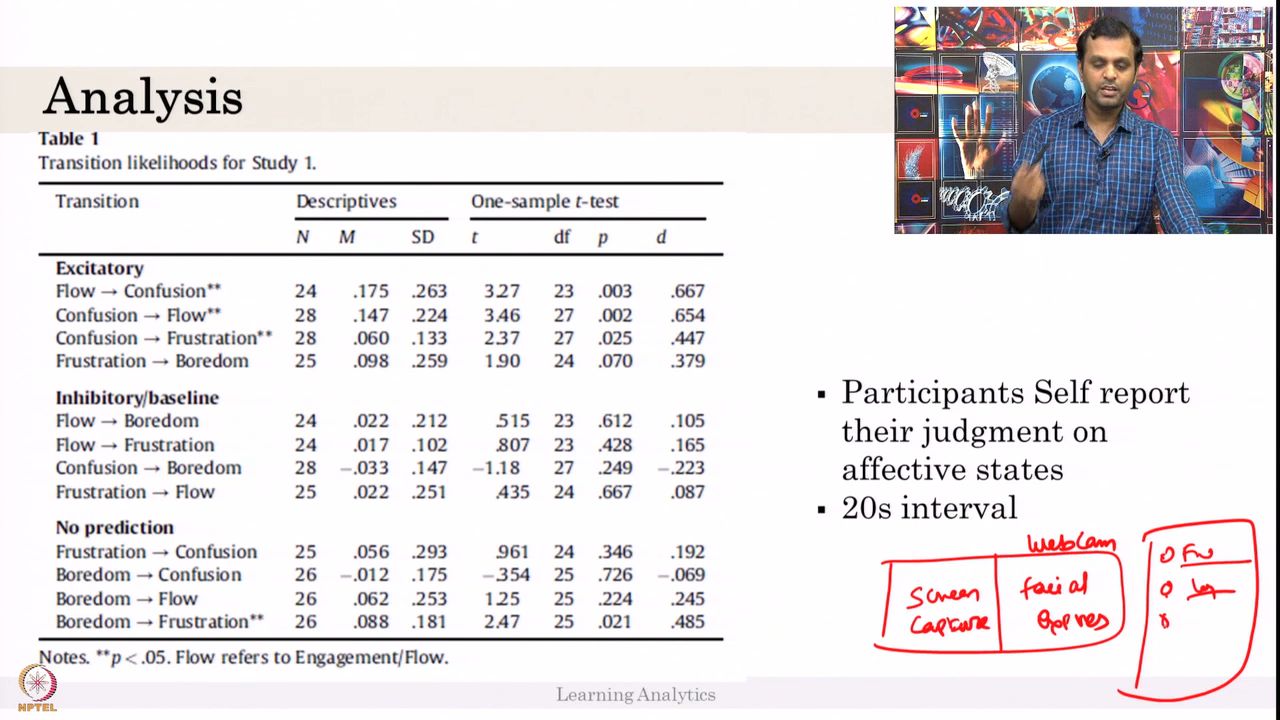 Analysis
Table 1
Transition likelihoods for Study 1.
Transition Descriptives One-sample t-test
N M SD t df p d
Excitatory
Flow → Confusion** 24 .175 .263 3.27 23 .003 .667
Confusion → Flow** 28 .147 .224 3.46 27 .002 .654
Confusion → Frustration** 28 .060 .133 2.37 27 .025 .447
Frustration → Boredom 25 .098 .259 1.90 24 .070 .379
Inhibitory/baseline
Flow → Boredom 24 .022 .212 .515 23 .612 .105
Flow → Frustration 24 .017 .102 .807 23 .428 .165
Confusion → Boredom 28 −.033 .147 −1.18 27 .249 −.223
Frustration → Flow 25 .022 .251 .435 24 .667 .087
No prediction
Frustration → Confusion 25 .056 .293 .961 24 .346 .192
Boredom → Confusion 26 −.012 .175 −.354 25 .726 −.069
Boredom → Flow 26 .062 .253 1.25 25 .224 .245
Boredom → Frustration** 26 .088 .181 2.47 25 .021 .485
Notes. **p < .05. Flow refers to Engagement/Flow.
▪ Participants Self report
their judgment on
affective states
▪ 20s interval
Webcam
Screen
Capture
facial
Learning Analytics
NPTEL